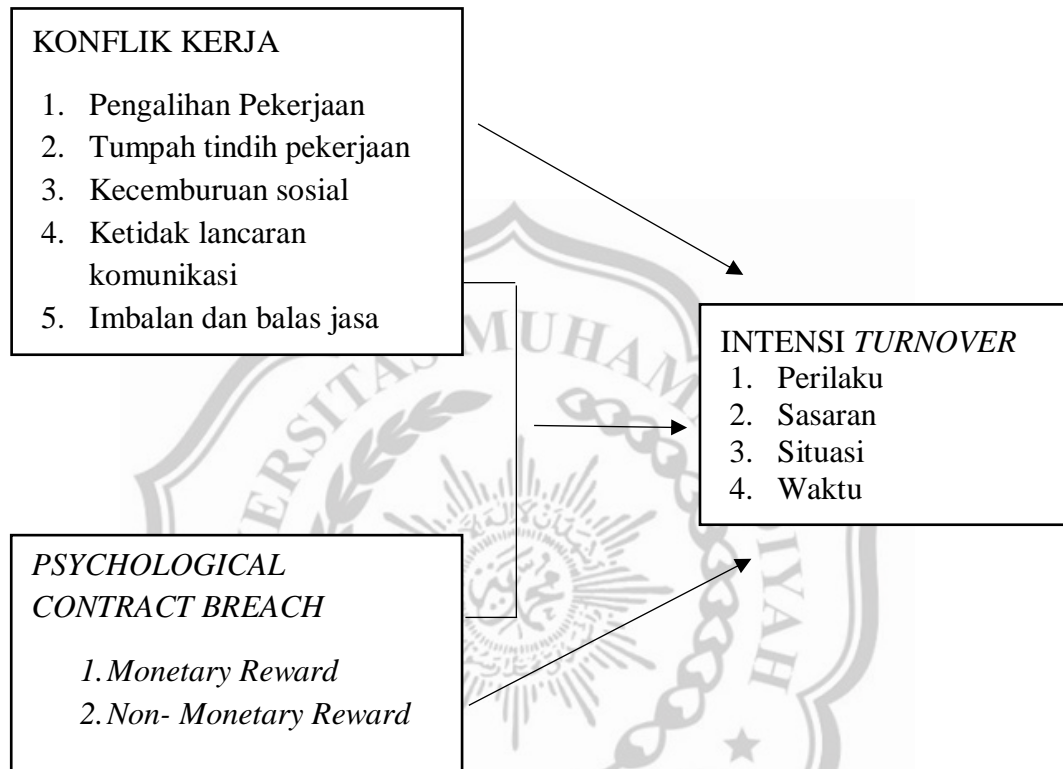 KONFLIK KERJA
1. Pengalihan Pekerjaan
2. Tumpah tindih pekerjaan
3. Kecemburuan sosial
4. Ketidak lancaran
komunikasi
5. Imbalan dan balas jasa
INTENSI TURNOVER
1. Perilaku
2. Sasaran
3. Situasi
4. Waktu
PSYCHOLOGICAL
CONTRACT BREACH
1. Monetary Reward
2. Non- Monetary Reward